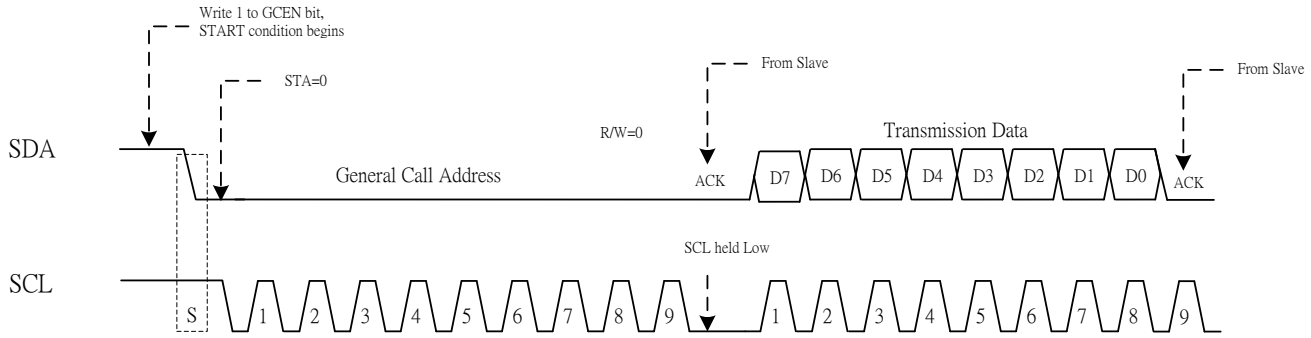 Write 1 to GCEN bit,
START condition begins
STA=0
From Slave
From Slave
R/W=0
Transmission Data
SDA
General Call Address
ACK
D7 D6 D5 D4 D3 D2 D1 D0
ACK
SCL held Low
SCL
S
1 2 3 4 5 6 7 8 9
1 2 3 4 5 6 7 8 9